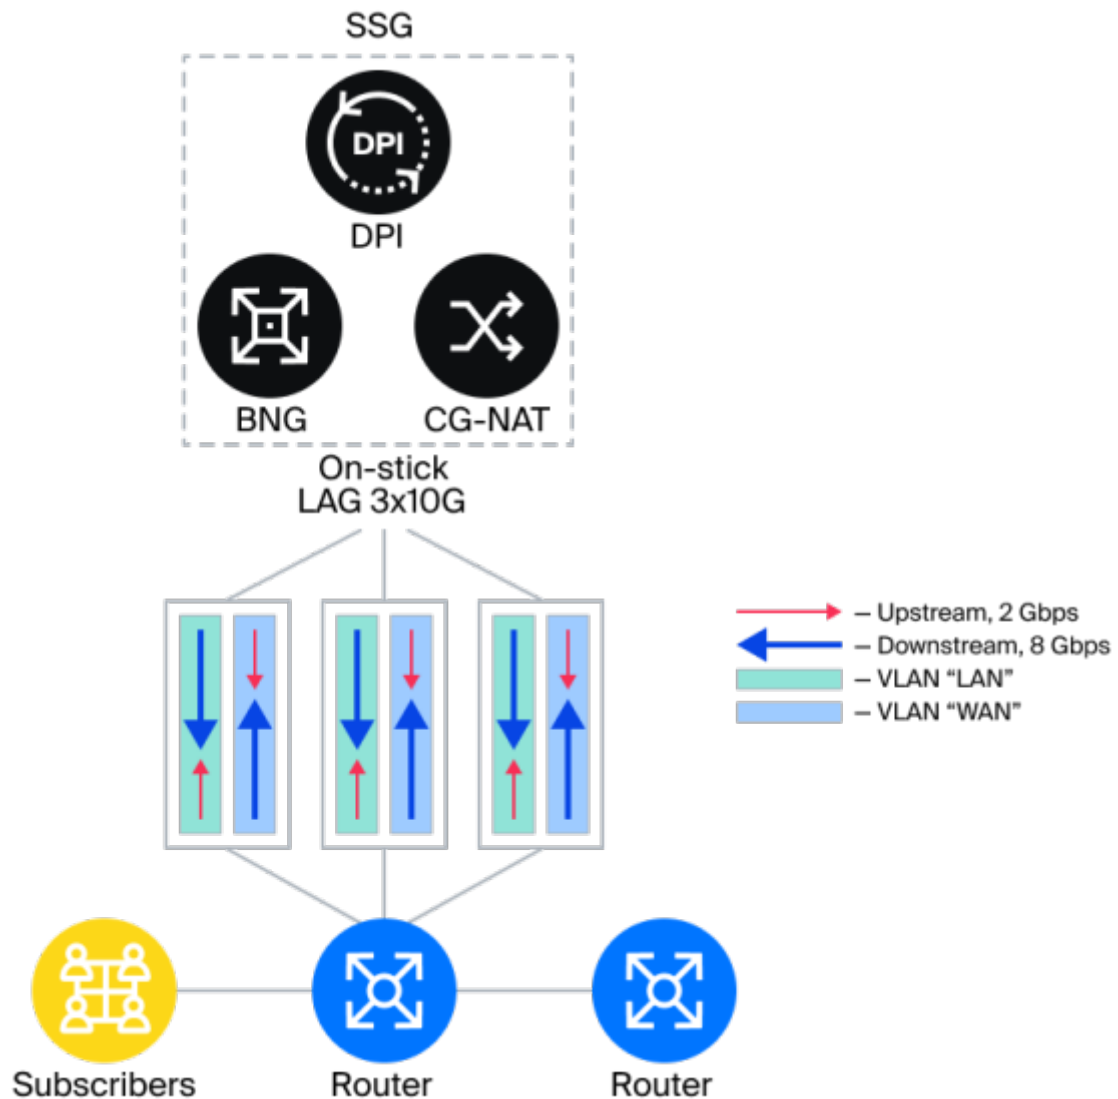 SSG
DPI
DPI
BNG
CG-NAT
On-stick
LAG 3x10G
– Upstream, 2 Gbps
– Downstream, 8 Gbps
– VLAN “LAN”
– VLAN “WAN”
Subscribers
Router
Router